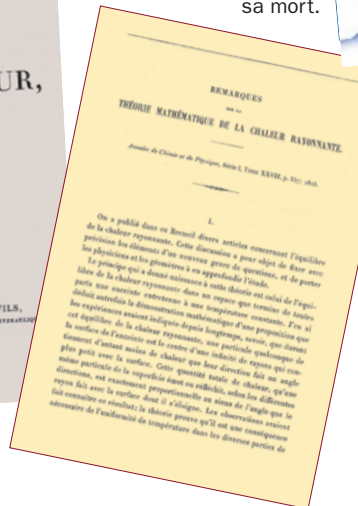 sa mort.
UR,
VILS,
REMARQUES
SUR LA
THÉORIE MATHÉMATIQUE DE LA CHALEUR RAYONNANTE.
Annales de Chimie et de Physique, Série I, Tome XXVIII, p. 1825.
I.
On a publié dans ce Recueil divers articles concernant l'équilibre
de la chaleur rayonnante. Cette discussion a pour objet de fixer avec
précision les éléments d'un nouveau genre de questions, et de porter
les physiciens et les géomètres à en approfondir l'étude.
Le principe qui a donné naissance à cette théorie est celui de l'équi-
libre de la chaleur rayonnante dans un espace que termine de toutes
parts une enceinte entretenue à une température constante. J'en ai
déduit autrefois la démonstration mathématique d'une proposition que
les expériences avaient indiquée depuis longtemps, savoir, que
cet équilibre de la chaleur rayonnante, une particule quelconque de
la surface de l'enceinte est le centre d'une infinité de rayons qui con-
tiennent d'autant moins de chaleur que leur direction fait un angle
plus petit avec la surface. Cette quantité totale de chaleur, qu'une
même particule de la superficie émet ou réfléchit, selon les différentes
directions, est exactement proportionnelle au sinus de l'angle que le
rayon fait avec la surface dont il s'éloigne. Les observations avaient
fait connaître ce résultat; la théorie prouve qu'il est une conséquence
nécessaire de l'uniformité de température dans les diverses parties de